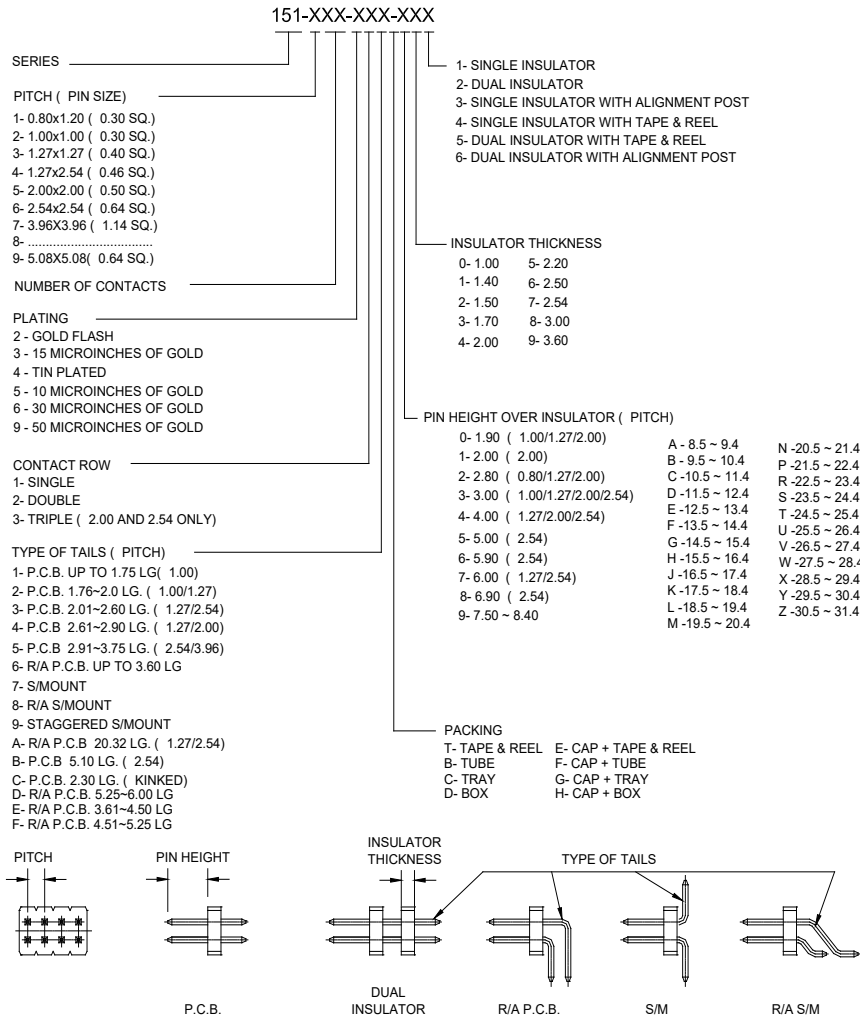 151-XXX-XXX-XXX
SERIES
PITCH ( PIN SIZE)
1- 0.80x1.20 ( 0.30 SQ.)
2- 1.00x1.00 ( 0.30 SQ.)
3- 1.27x1.27 ( 0.40 SQ.)
4- 1.27x2.54 ( 0.46 SQ.)
5- 2.00x2.00 ( 0.50 SQ.)
6- 2.54x2.54 ( 0.64 SQ.)
7- 3.96X3.96 ( 1.14 SQ.)
8- ...................................
9- 5.08X5.08( 0.64 SQ.)
NUMBER OF CONTACTS
PLATING
2 - GOLD FLASH
3 - 15 MICROINCHES OF GOLD
4 - TIN PLATED
5 - 10 MICROINCHES OF GOLD
6 - 30 MICROINCHES OF GOLD
9 - 50 MICROINCHES OF GOLD
CONTACT ROW
1- SINGLE
2- DOUBLE
3- TRIPLE ( 2.00 AND 2.54 ONLY)
TYPE OF TAILS ( PITCH)
1- P.C.B. UP TO 1.75 LG( 1.00)
2- P.C.B. 1.76~2.0 LG. ( 1.00/1.27)
3- P.C.B. 2.01~2.60 LG. ( 1.27/2.54)
4- P.C.B 2.61~2.90 LG. ( 1.27/2.00)
5- P.C.B 2.91~3.75 LG. ( 2.54/3.96)
6- R/A P.C.B. UP TO 3.60 LG
7- S/MOUNT
8- R/A S/MOUNT
9- STAGGERED S/MOUNT
A- R/A P.C.B 20.32 LG. ( 1.27/2.54)
B- P.C.B 5.10 LG. ( 2.54)
C- P.C.B. 2.30 LG. ( KINKED)
D- R/A P.C.B. 5.25~6.00 LG
E- R/A P.C.B. 3.61~4.50 LG
F- R/A P.C.B. 4.51~5.25 LG
1- SINGLE INSULATOR
2- DUAL INSULATOR
3- SINGLE INSULATOR WITH ALIGNMENT POST
4- SINGLE INSULATOR WITH TAPE & REEL
5- DUAL INSULATOR WITH TAPE & REEL
6- DUAL INSULATOR WITH ALIGNMENT POST
INSULATOR THICKNESS
0- 1.00 5- 2.20
1- 1.40 6- 2.50
2- 1.50 7- 2.54
3- 1.70 8- 3.00
4- 2.00 9- 3.60
PIN HEIGHT OVER INSULATOR ( PITCH)
0- 1.90 ( 1.00/1.27/2.00)
1- 2.00 ( 2.00)
2- 2.80 ( 0.80/1.27/2.00)
3- 3.00 ( 1.00/1.27/2.00/2.54)
4- 4.00 ( 1.27/2.00/2.54)
5- 5.00 ( 2.54)
6- 5.90 ( 2.54)
7- 6.00 ( 1.27/2.54)
8- 6.90 ( 2.54)
9- 7.50 ~ 8.40
A - 8.5 ~ 9.4
B - 9.5 ~ 10.4
C -10.5 ~ 11.4
D -11.5 ~ 12.4
E -12.5 ~ 13.4
F -13.5 ~ 14.4
G -14.5 ~ 15.4
H -15.5 ~ 16.4
J -16.5 ~ 17.4
K -17.5 ~ 18.4
L -18.5 ~ 19.4
M -19.5 ~ 20.4
N -20.5 ~ 21.4
P -21.5 ~ 22.4
R -22.5 ~ 23.4
S -23.5 ~ 24.4
T -24.5 ~ 25.4
U -25.5 ~ 26.4
V -26.5 ~ 27.4
W -27.5 ~ 28.4
X -28.5 ~ 29.4
Y -29.5 ~ 30.4
Z -30.5 ~ 31.4
PACKING
T- TAPE & REEL E- CAP + TAPE & REEL
B- TUBE F- CAP + TUBE
C- TRAY G- CAP + TRAY
D- BOX H- CAP + BOX
PITCH
PIN HEIGHT
INSULATOR
THICKNESS
TYPE OF TAILS
P.C.B.
DUAL
INSULATOR
R/A P.C.B.
S/M
R/A S/M